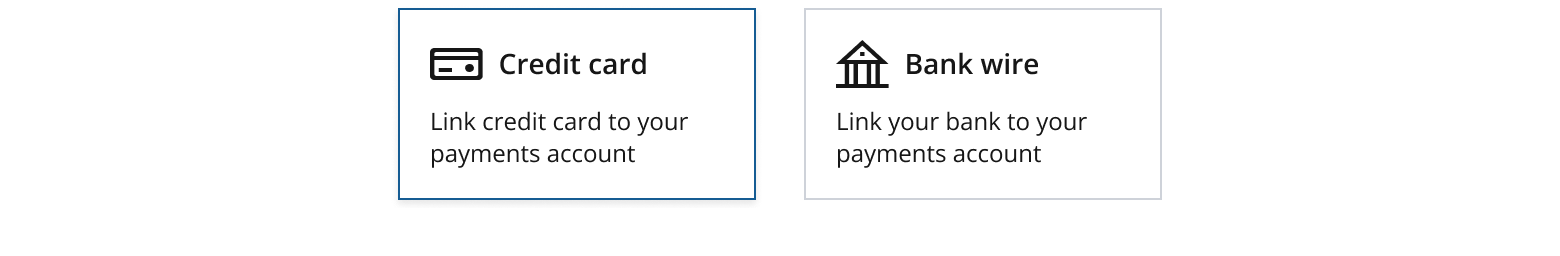 Credit card
Link credit card to your
payments account
Bank wire
Link your bank to your
payments account